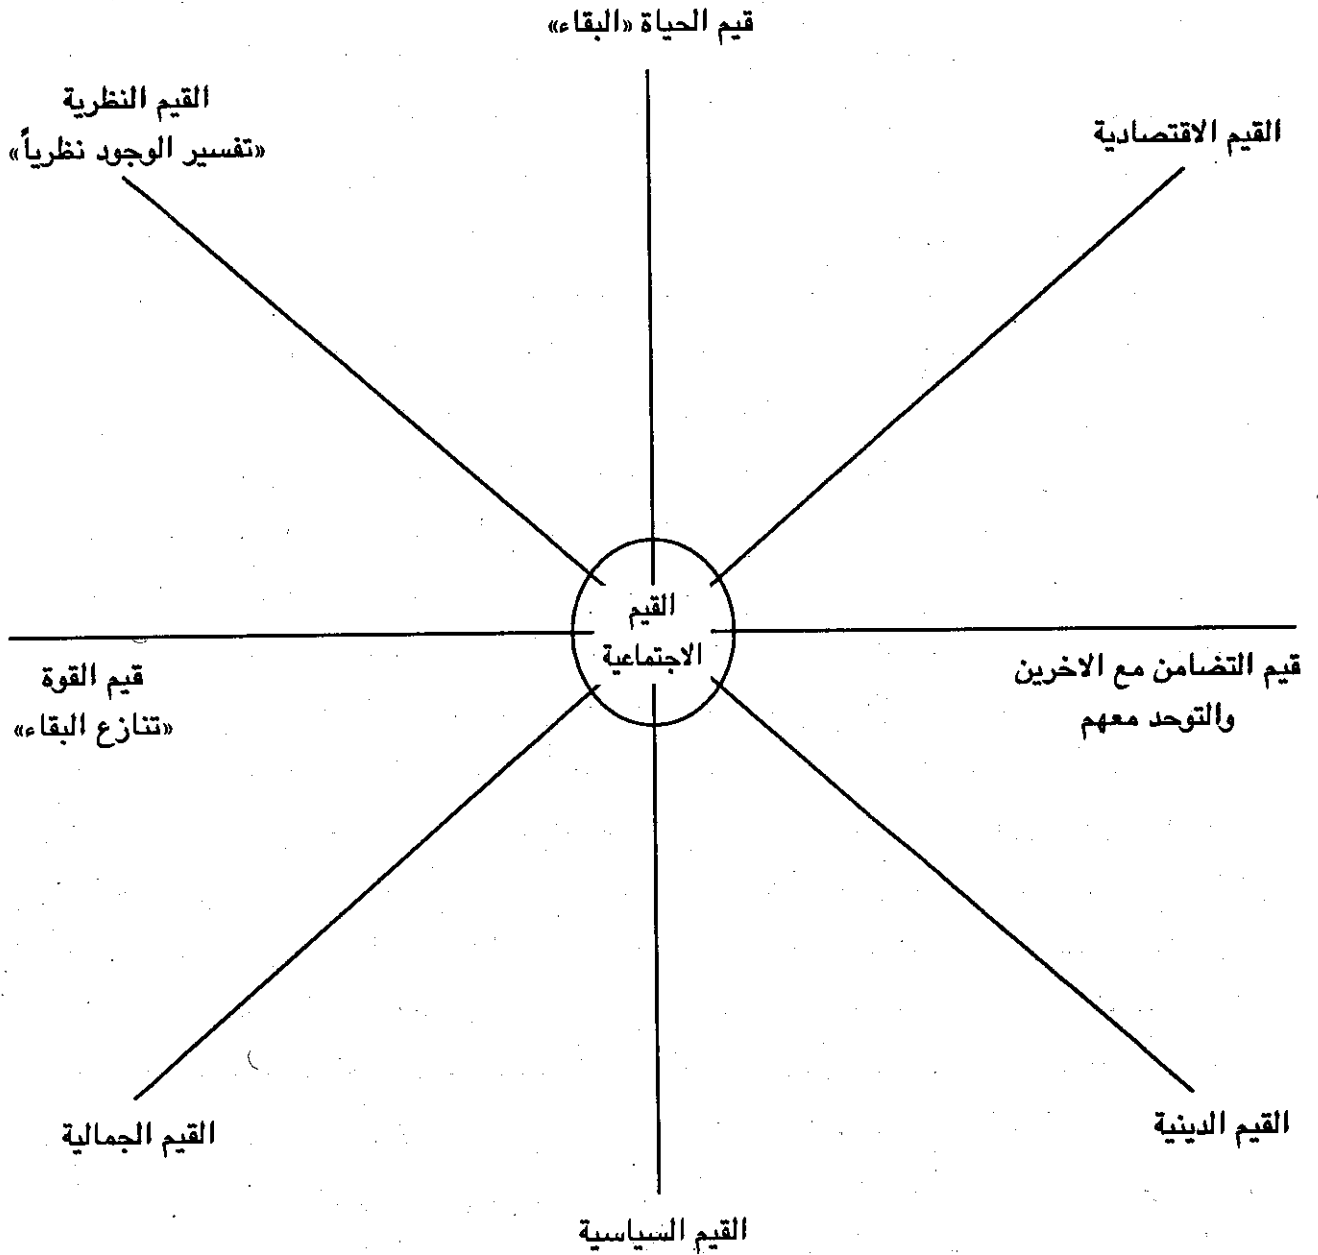 قيم الحياة «البقاء»
القيم الاقتصادية
القيم النظرية
«تفسير الوجود نظرياً»
القيم
الاجتماعية
قيم التضامن مع الاخرين
والتوحد معهم
قيم القوة
«تنازع البقاء»
القيم الدينية
القيم الجمالية
القيم السياسية